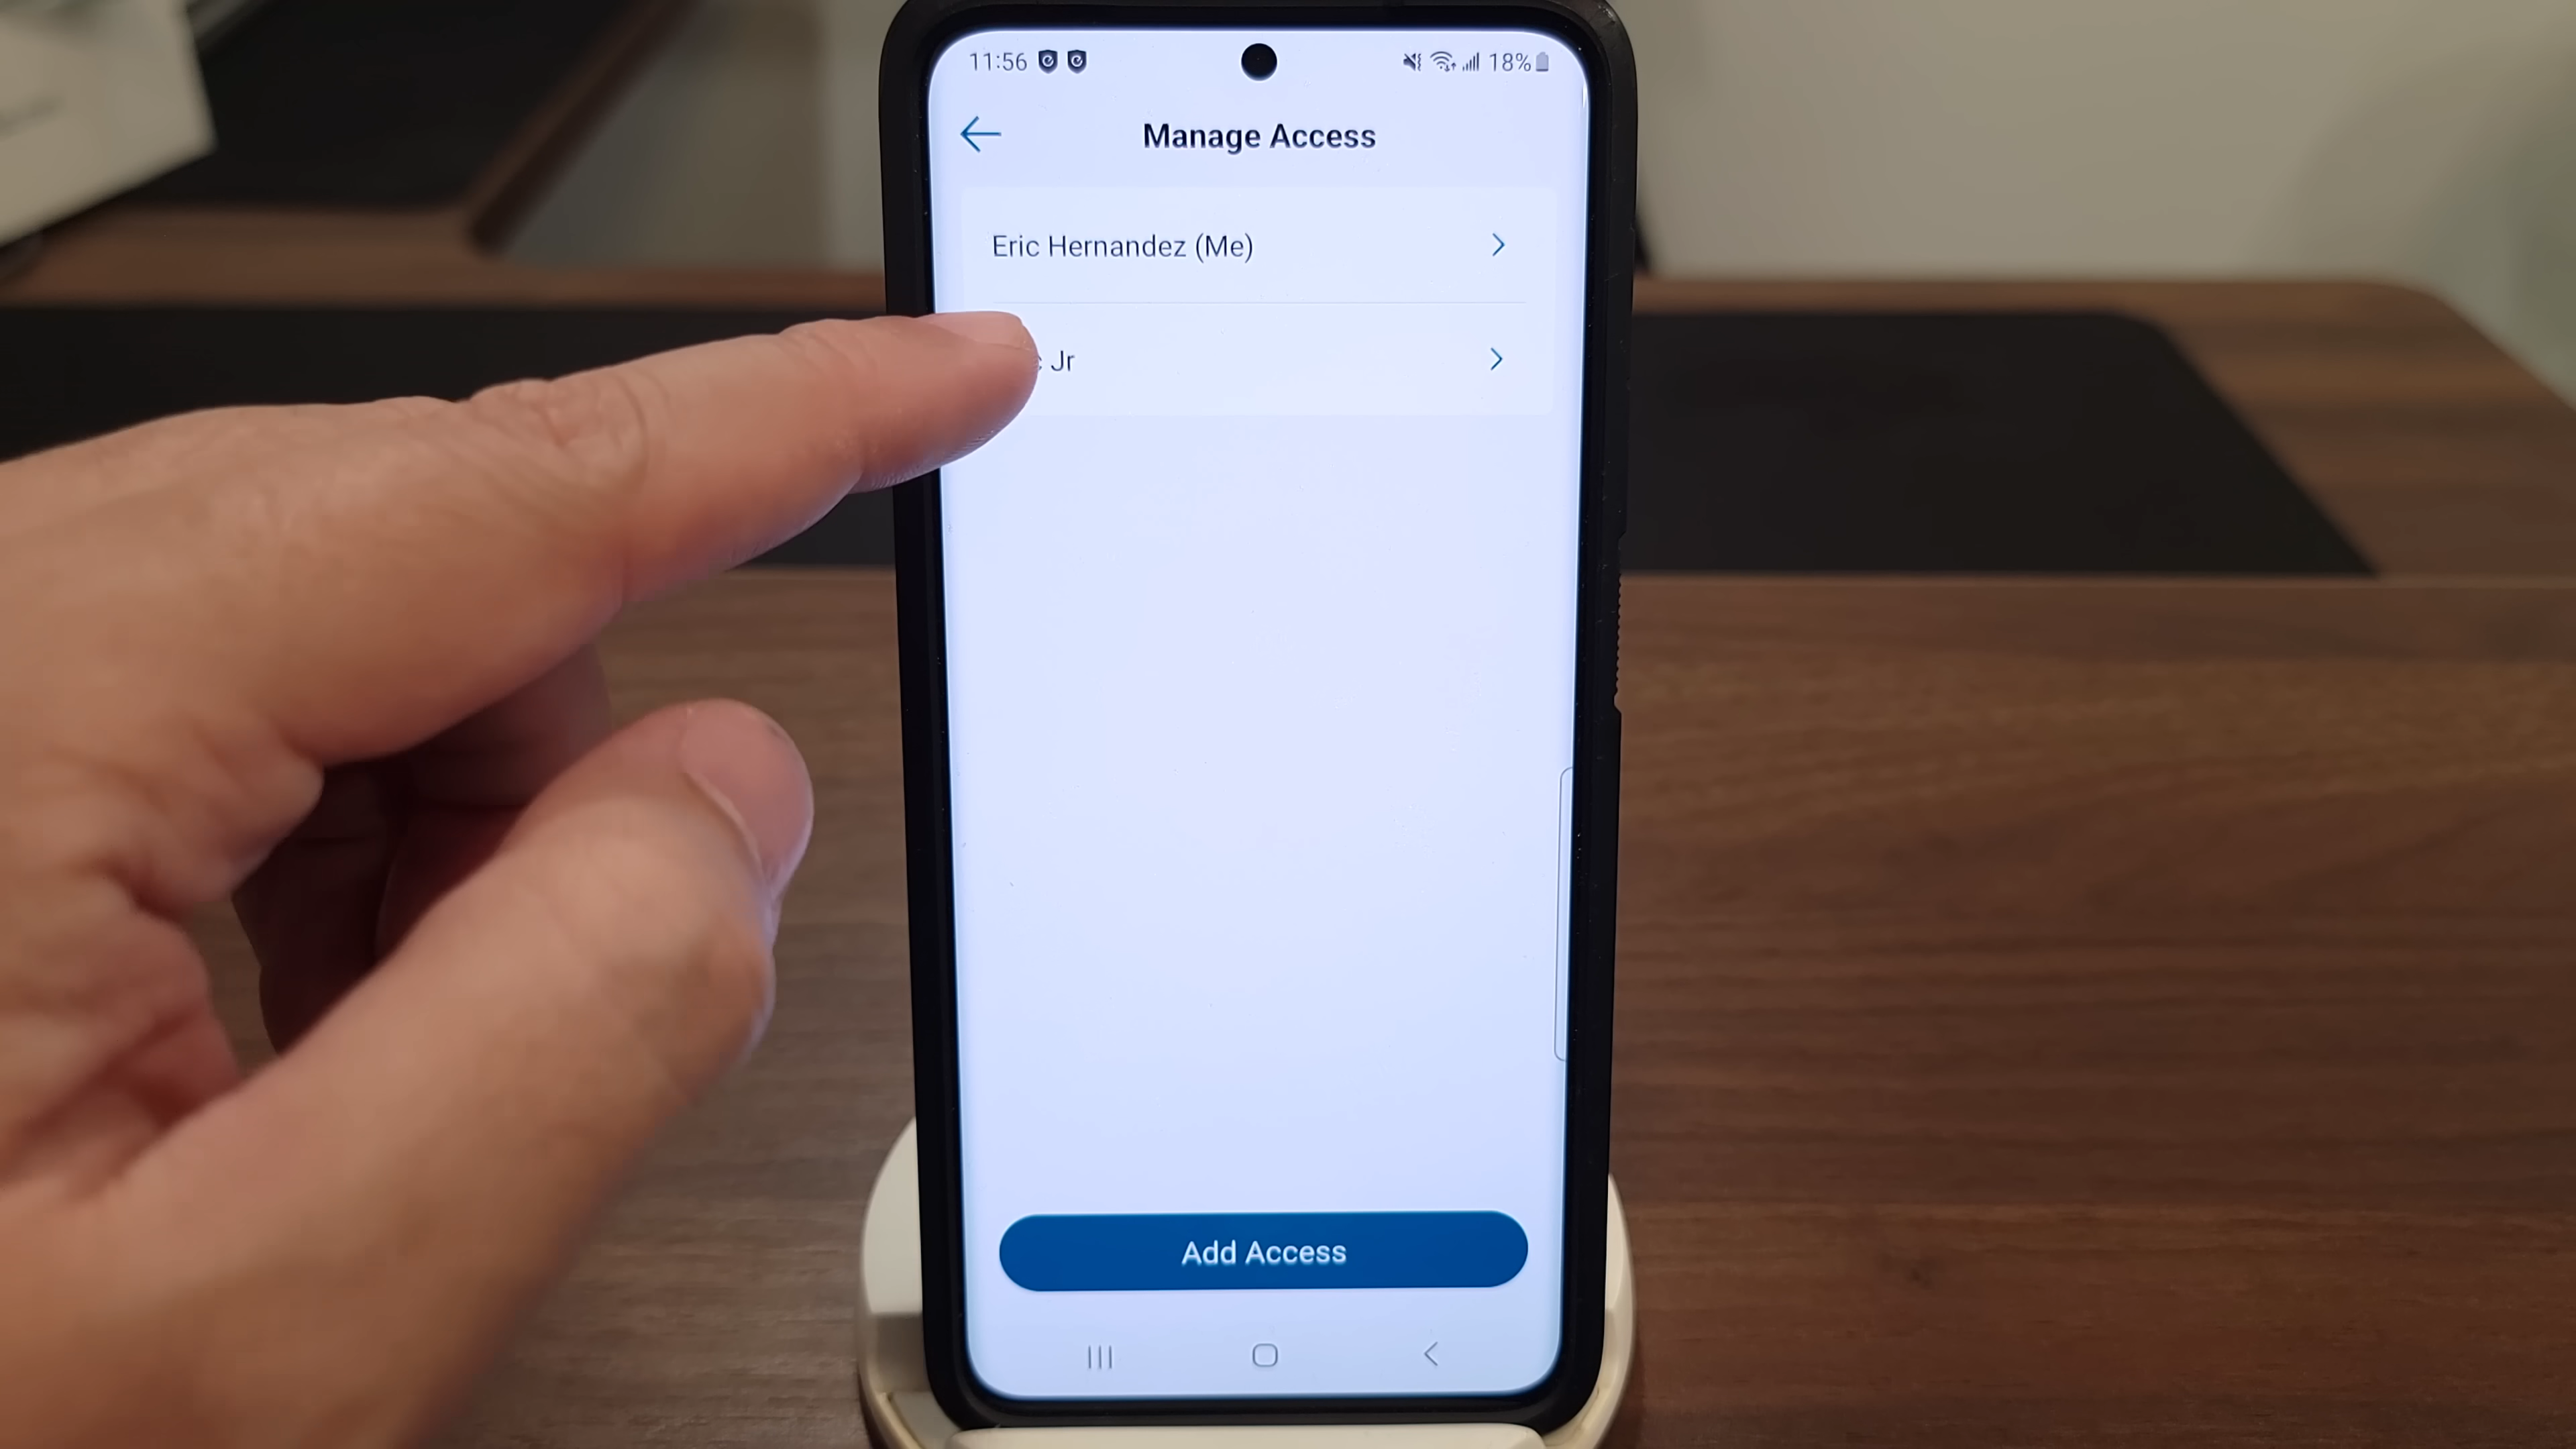 11:56 18%
Manage Access
Eric Hernandez (Me)
Jr
Add Access